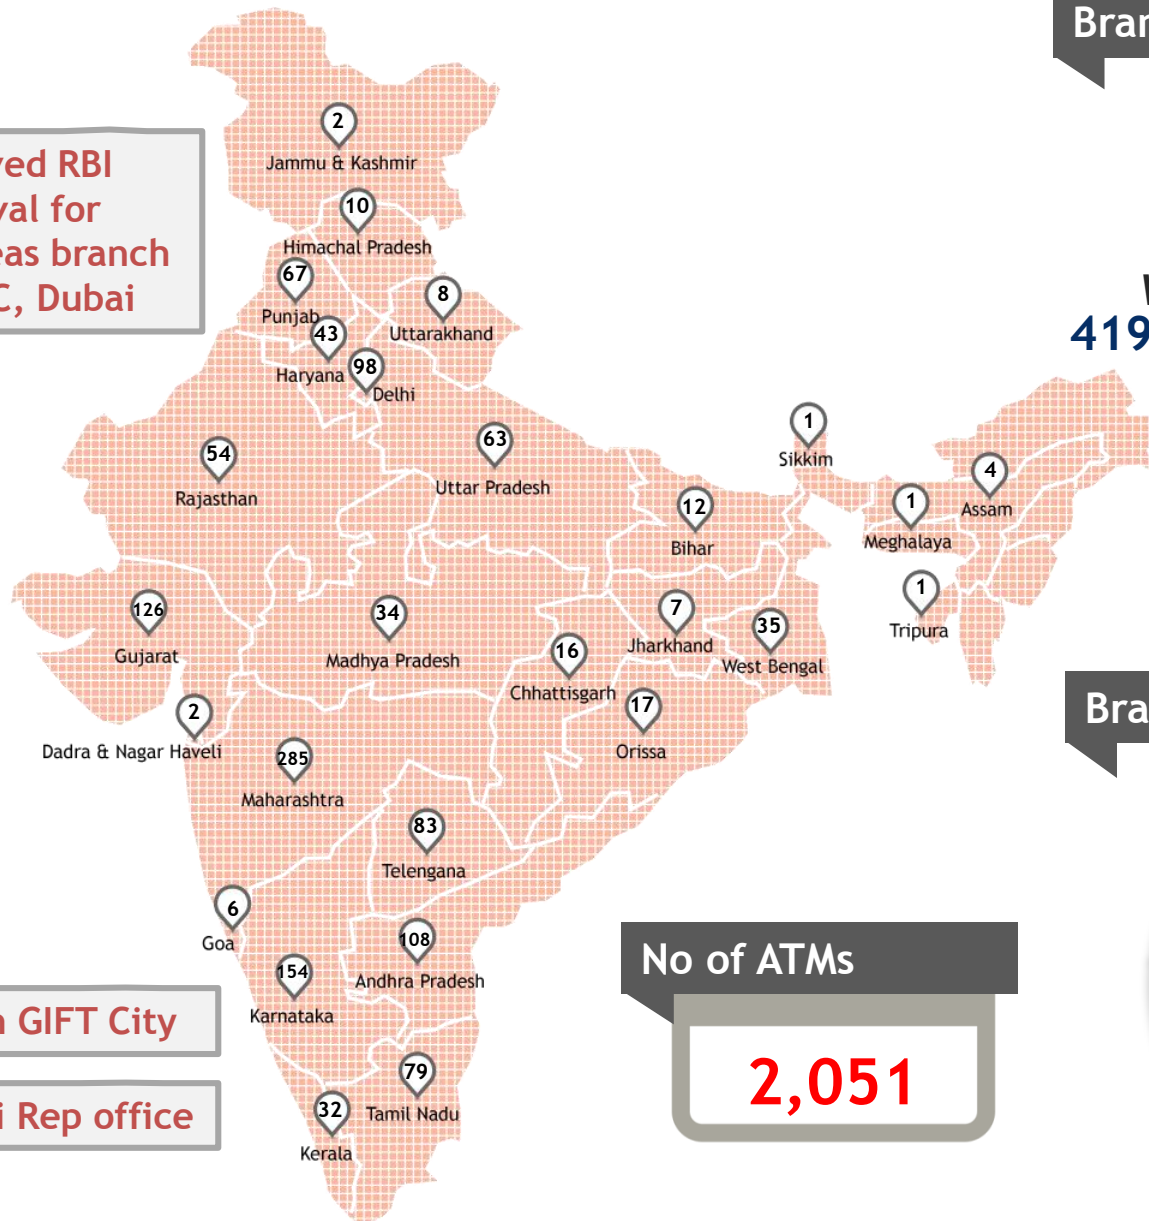 Bran
2
Jammu & Kashmir
ved RBI
val for
eas branch
C, Dubai
10
Himachal Pradesh
67
Punjab
8
Uttarakhand
43
Haryana
98
Delhi
419
1
Sikkim
54
Rajasthan
63
Uttar Pradesh
4
Assam
12
Bihar
1
Meghalaya
1
Tripura
126
Gujarat
34
Madhya Pradesh
7
Jharkhand
35
West Bengal
16
Chhattisgarh
17
Orissa
2
Dadra & Nagar Haveli
285
Maharashtra
Bra
83
Telengana
6
Goa
108
Andhra Pradesh
154
Karnataka
No of ATMs
2,051
GIFT City
i Rep office
79
Tamil Nadu
32
Kerala